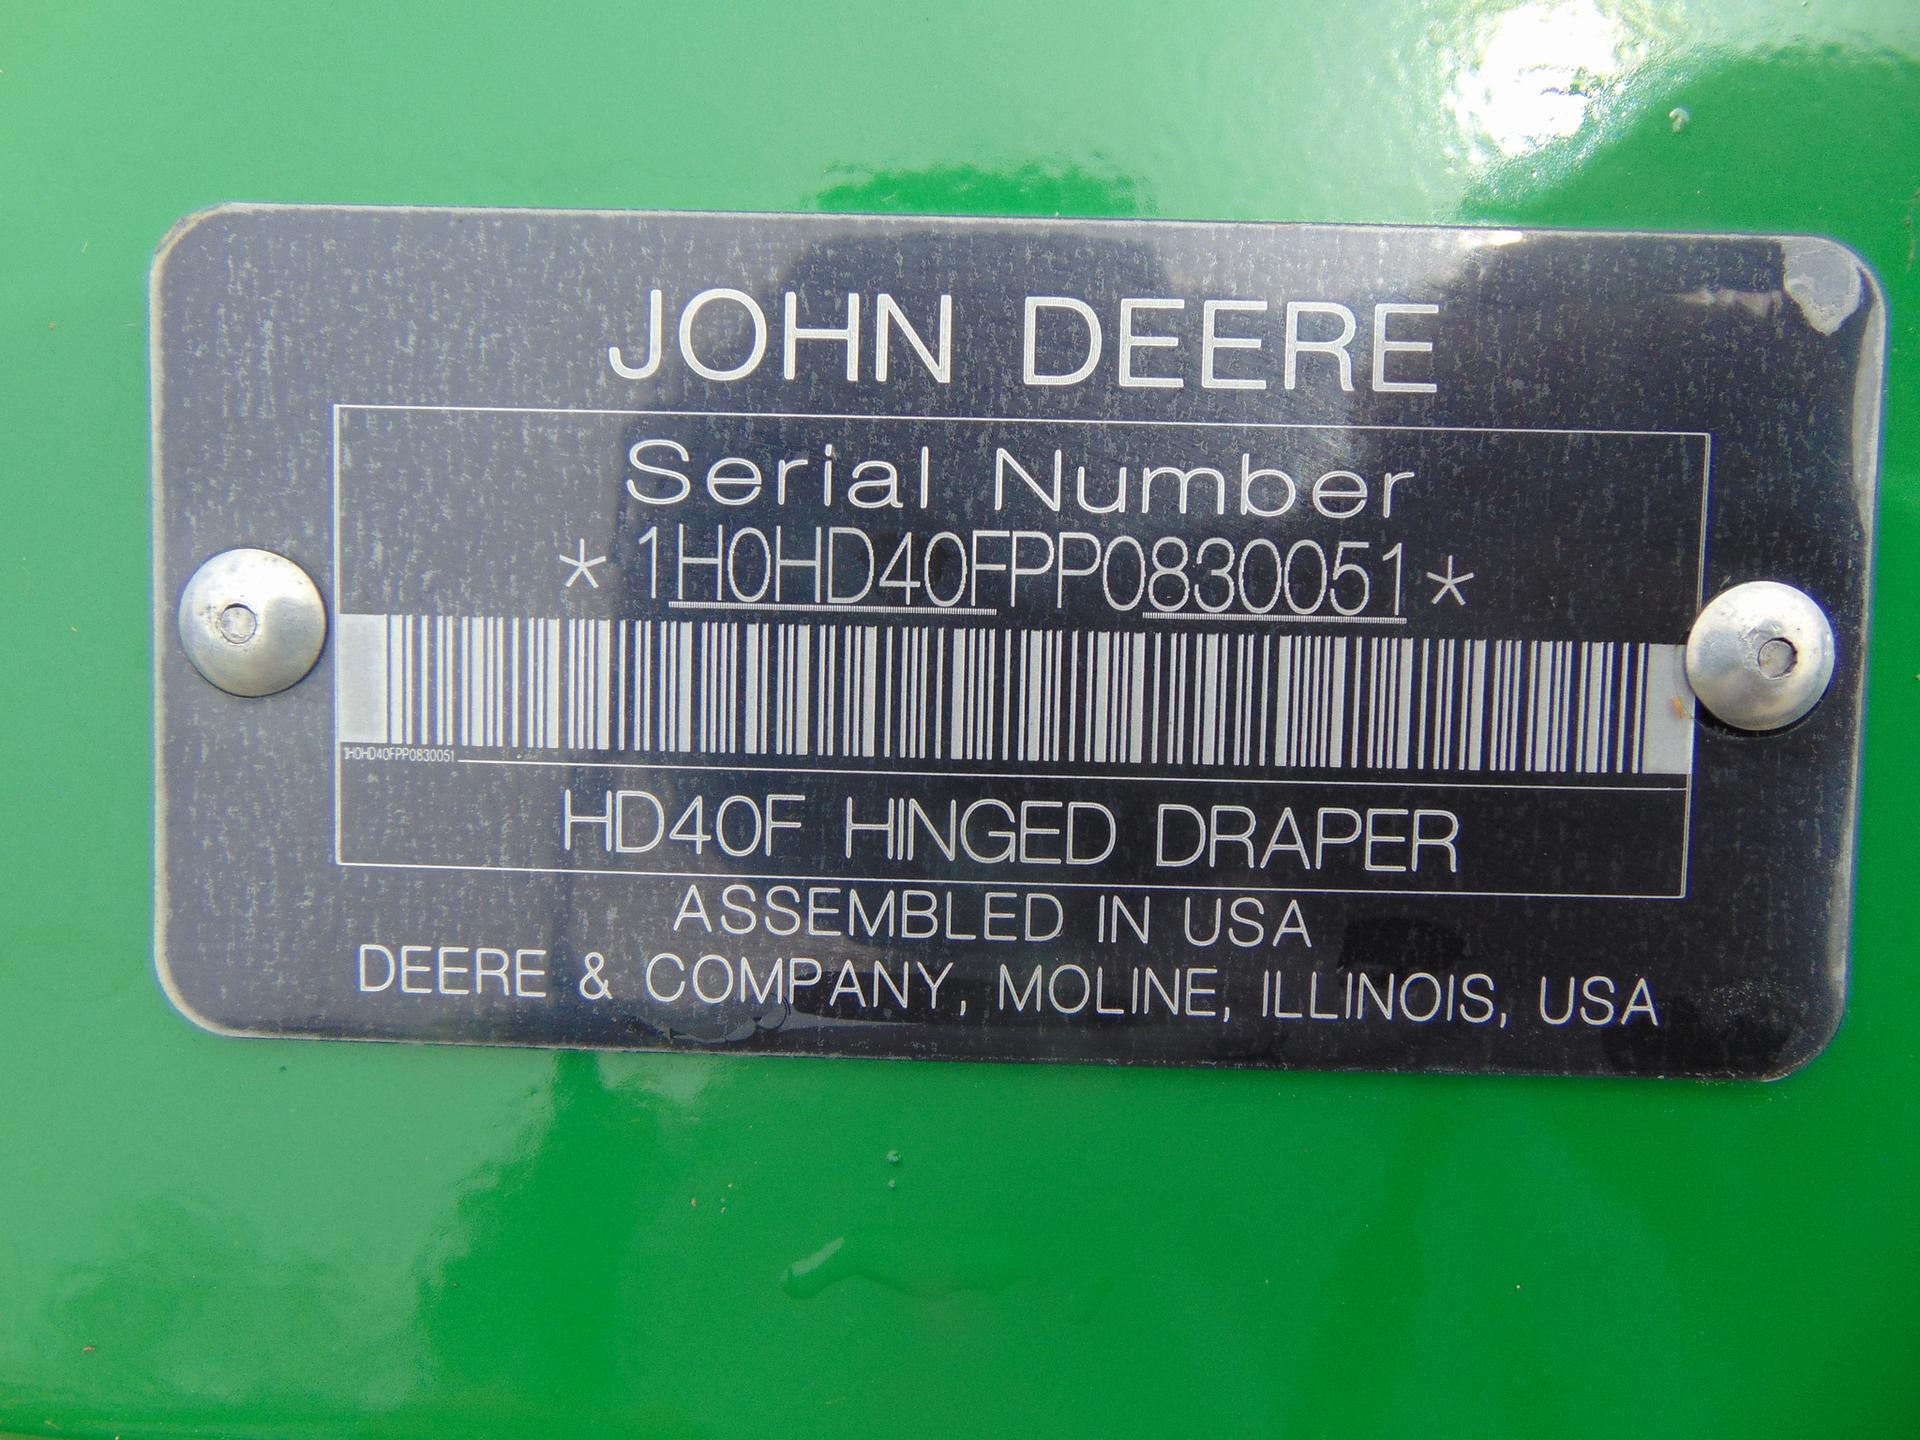 JOHN DEERE
Serial Number
*1H0HD40FPP0830051*
1H0HD40FPP0830051
HD40F HINGED DRAPER
ASSEMBLED IN USA
DEERE & COMPANY, MOLINE, ILLINOIS, USA